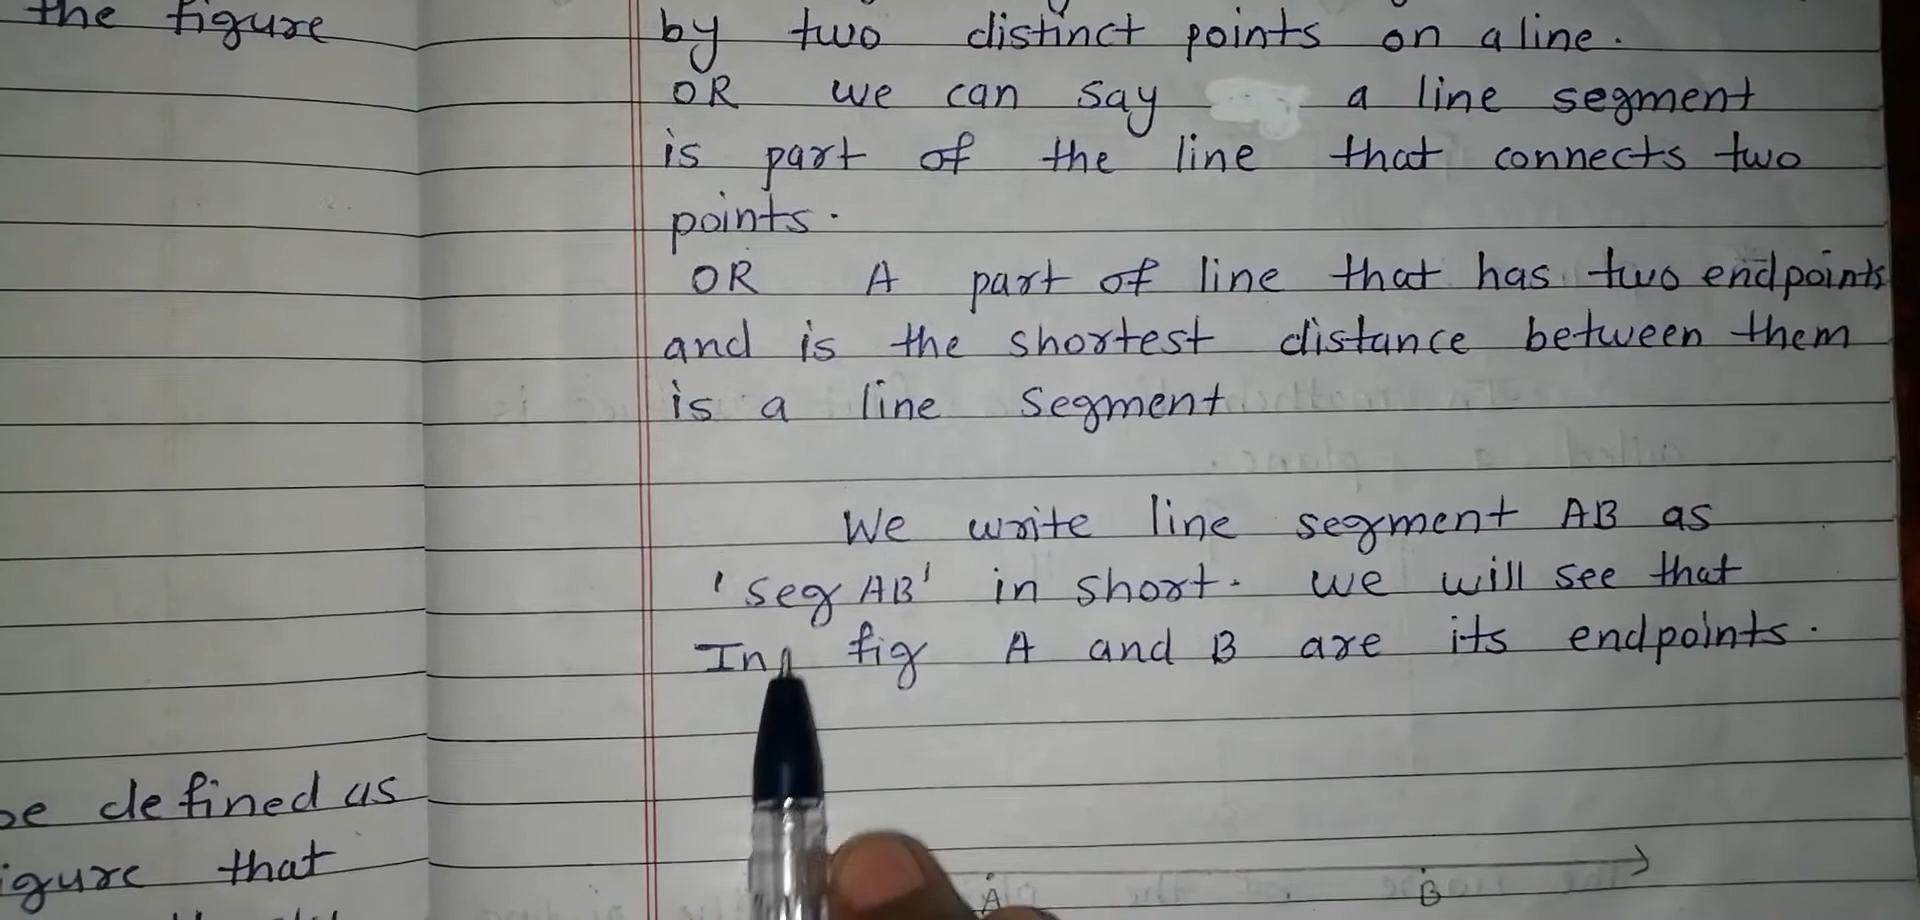 the figure
be defined as
figure that
by two distinct points on a line.
OR we can say a line segment
is part of the line that connects two
points.
OR A part of line that has two endpoints
and is the shortest distance between them
is a line segment
We write line segment AB as
'seg AB' in short. we will see that
In fig A and B are its endpoints.
A B